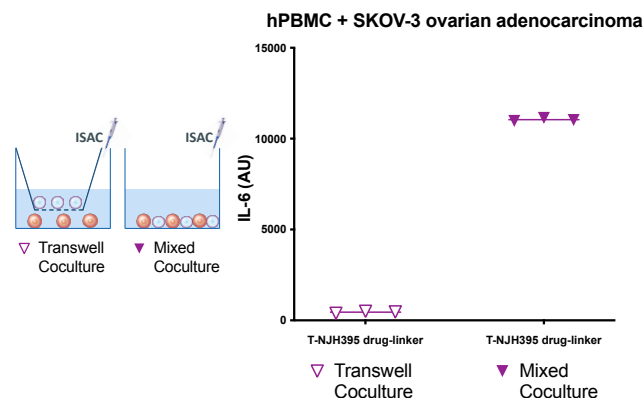 hPBMC + SKOV-3 ovarian adenocarcinoma
ISAC
ISAC
Transwell
Coculture
Mixed
Coculture
IL-6 (AU)
15000
10000
5000
0
T-NJH395 drug-linker
T-NJH395 drug-linker
Transwell
Coculture
Mixed
Coculture